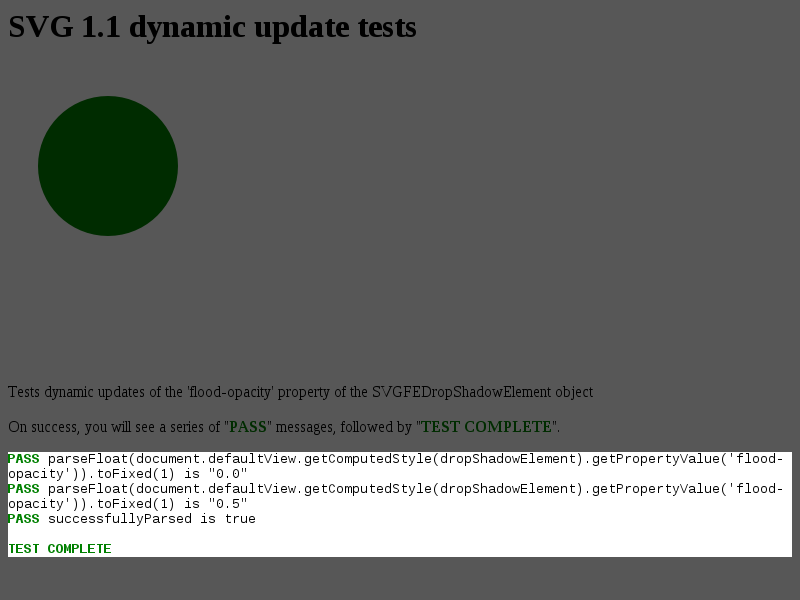 SVG 1.1 dynamic update tests
Tests dynamic updates of the 'flood-opacity' property of the SVGFEDropShadowElement object
On success, you will see a series of "PASS" messages, followed by "TEST COMPLETE".
PASS parseFloat(document.defaultView.getComputedStyle(dropShadowElement).getPropertyValue('flood-
opacity')).toFixed(1) is "0.0"
PASS parseFloat(document.defaultView.getComputedStyle(dropShadowElement).getPropertyValue('flood-
opacity')).toFixed(1) is "0.5"
PASS successfullyParsed is true
TEST COMPLETE